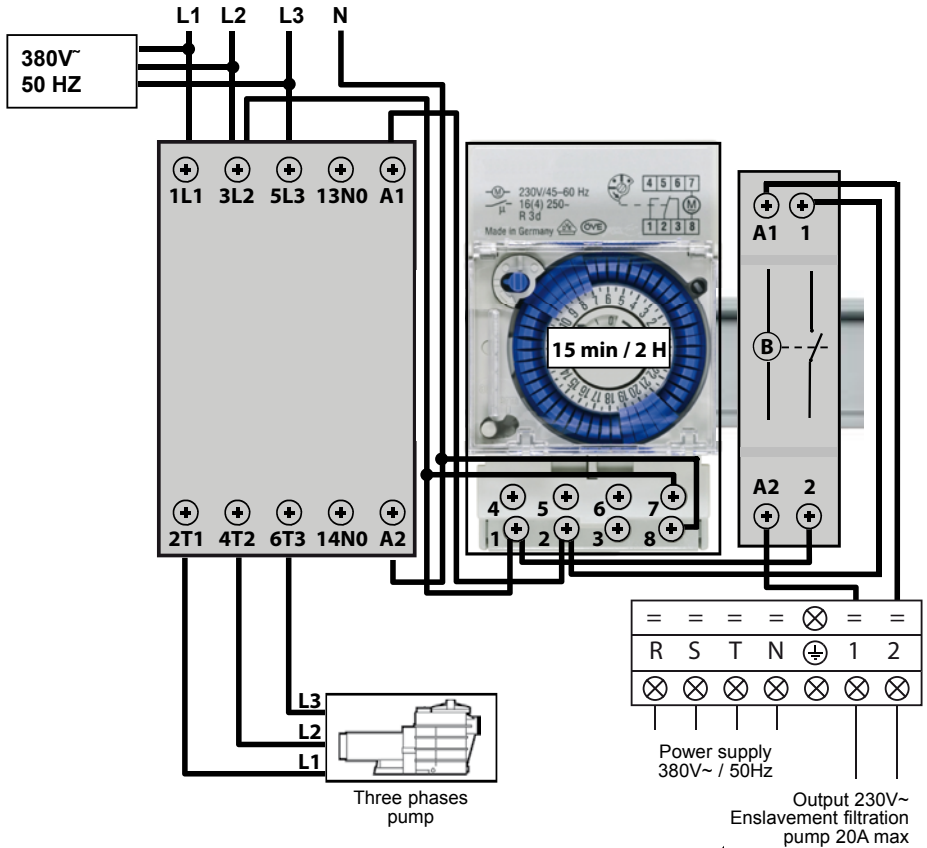 L1 L2 L3 N
380V~
50 HZ
1L1 3L2 5L3 13N0 A1
230V/45–60 Hz
16(4) 250~
R 3d
Made in Germany
OVE
μ
M
4 5 6 7
M
1 2 3 8
A1 1
15 min / 2 H
B
A2 2
4 5 6 7
1 2 3 8
2T1 4T2 6T3 14N0 A2
= = = = = =
R S T N 1 2
L3
L2
L1
Three phases
pump
Power supply
380V~ / 50Hz
Output 230V~
Enslavement filtration
pump 20A max